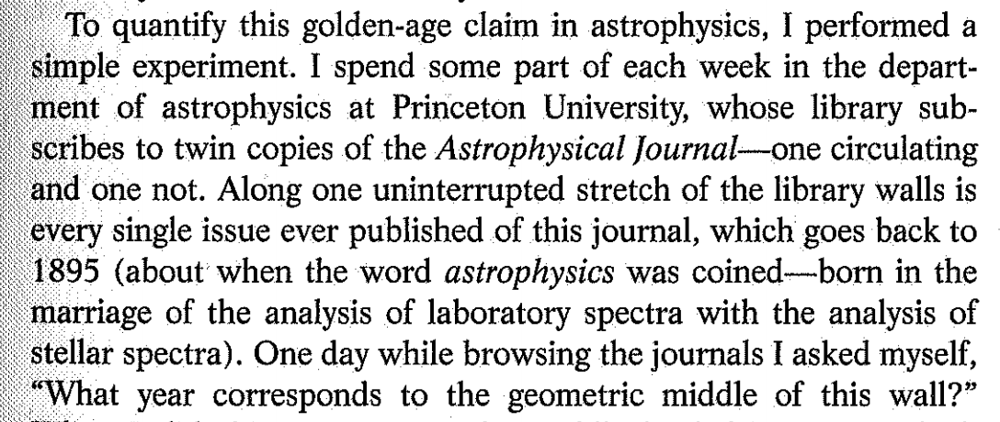 To quantify this golden-age claim in astrophysics, I performed a
simple experiment. I spend some part of each week in the depart-
ment of astrophysics at Princeton University, whose library sub-
scribes to twin copies of the Astrophysical Journal—one circulating
and one not. Along one uninterrupted stretch of the library walls is
every single issue ever published of this journal, which goes back to
1895 (about when the word astrophysics was coined—born in the
marriage of the analysis of laboratory spectra with the analysis of
stellar spectra). One day while browsing the journals I asked myself,
“What year corresponds to the geometric middle of this wall?”